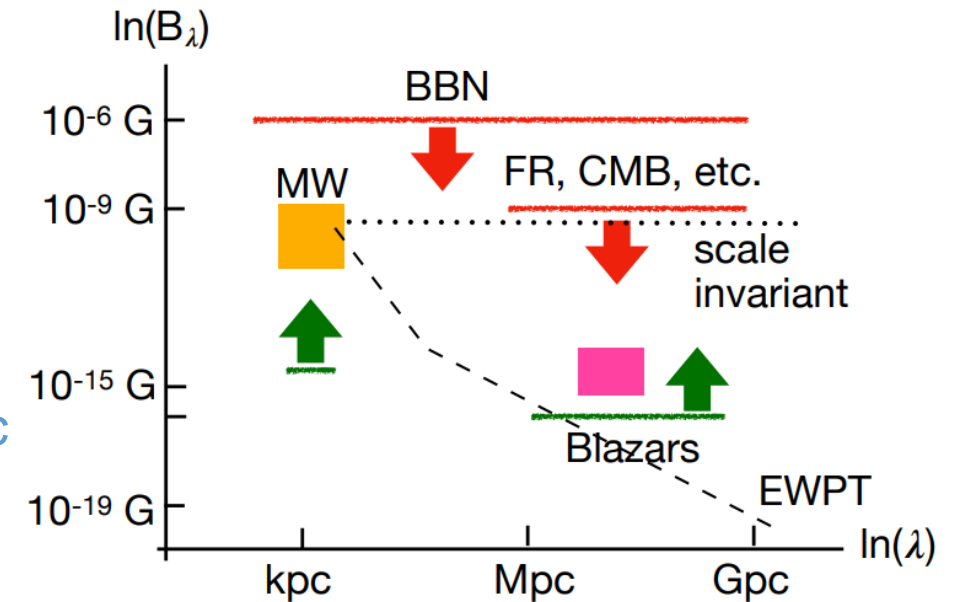 ln(B_λ)
BBN
10⁻⁶ G
FR, CMB, etc.
MW
10⁻⁹ G
scale
invariant
10⁻¹⁵ G
c
Blazars
EWPT
10⁻¹⁹ G
ln(λ)
kpc
Mpc
Gpc